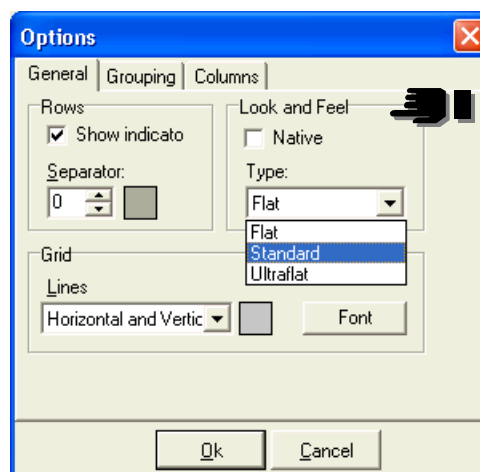 Options
General Grouping Columns
Rows
Show indicato
Separator:
0
Look and Feel
Native
Type:
Flat
Flat
Standard
Ultraflat
Grid
Lines
Horizontal and Vertic
Font
Ok Cancel